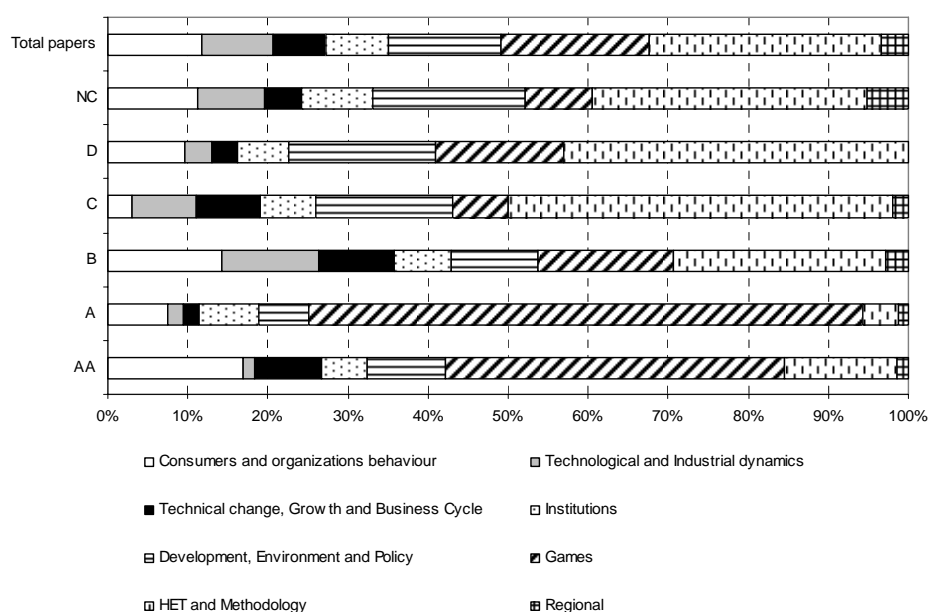 Total papers
NC
D
C
B
A
AA
0% 10% 20% 30% 40% 50% 60% 70% 80% 90% 100%
Consumers and organizations behaviour Technological and Industrial dynamics
Technical change, Growth and Business Cycle Institutions
Development, Environment and Policy Games
HET and Methodology Regional